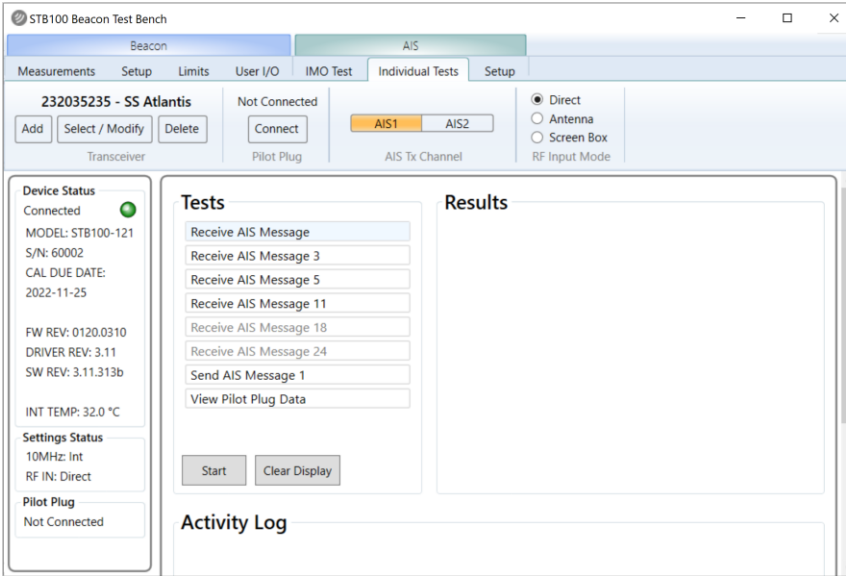 STB100 Beacon Test Bench
Beacon AIS
Measurements Setup Limits User I/O IMO Test Individual Tests Setup
232035235 - SS Atlantis
Add Select / Modify Delete
Transceiver
Not Connected
Connect
Pilot Plug
AIS1 AIS2
AIS Tx Channel
Direct
Antenna
Screen Box
RF Input Mode
Device Status
Connected
MODEL: STB100-121
S/N: 60002
CAL DUE DATE:
2022-11-25
FW REV: 0120.0310
DRIVER REV: 3.11
SW REV: 3.11.313b
INT TEMP: 32.0 °C
Settings Status
10MHz: Int
RF IN: Direct
Pilot Plug
Not Connected
Tests
Receive AIS Message
Receive AIS Message 3
Receive AIS Message 5
Receive AIS Message 11
Receive AIS Message 18
Receive AIS Message 24
Send AIS Message 1
View Pilot Plug Data
Start Clear Display
Results
Activity Log